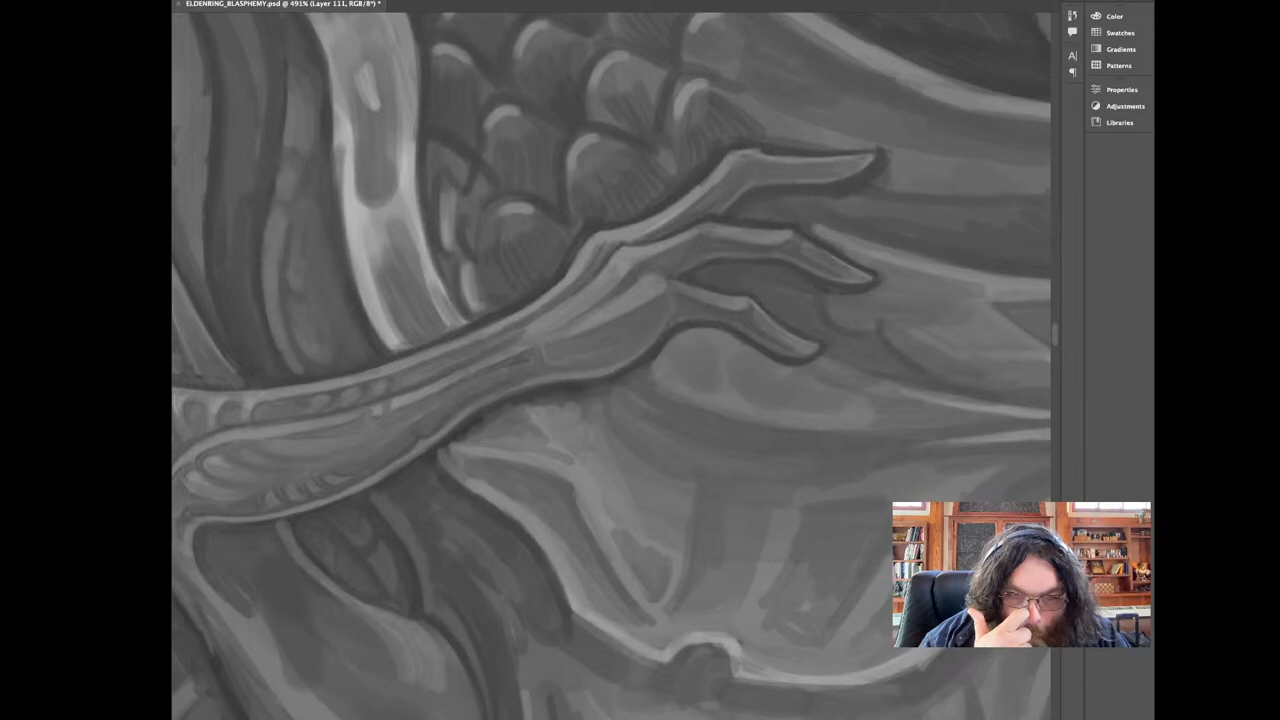 ELDENRING_BLASPHEMY.psd @ 491% (Layer 111, RGB/8*) *
Color
Swatches
Gradients
Patterns
Properties
Adjustments
Libraries